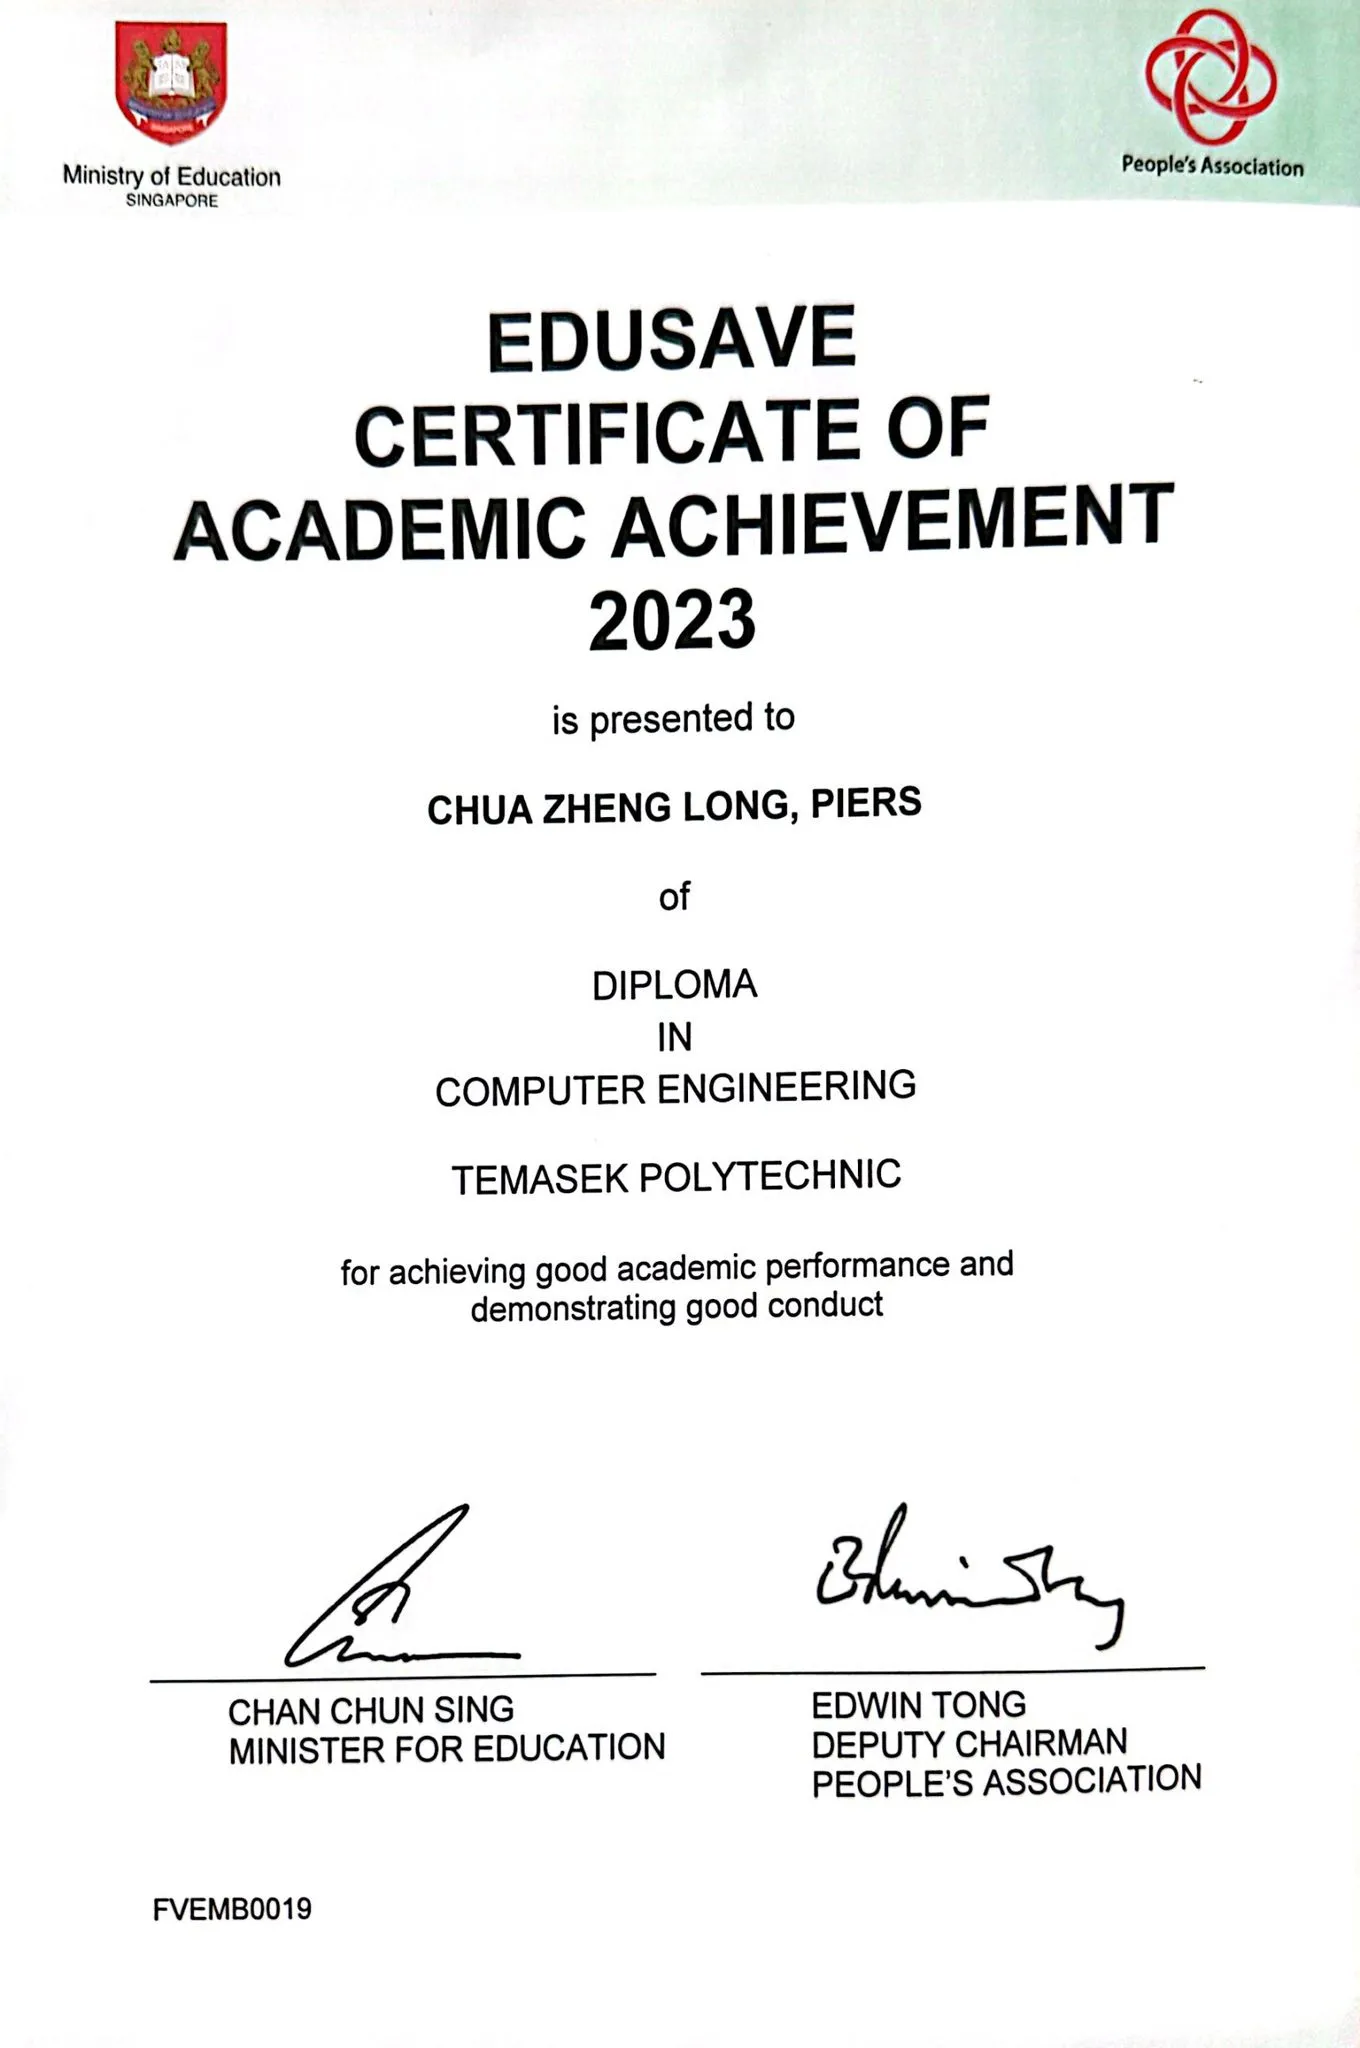 Ministry of Education
SINGAPORE
People's Association
EDUSAVE
CERTIFICATE OF
ACADEMIC ACHIEVEMENT
2023
is presented to
CHUA ZHENG LONG, PIERS
of
DIPLOMA
IN
COMPUTER ENGINEERING
TEMASEK POLYTECHNIC
for achieving good academic performance and
demonstrating good conduct
CHAN CHUN SING
MINISTER FOR EDUCATION
EDWIN TONG
DEPUTY CHAIRMAN
PEOPLE'S ASSOCIATION
FVEMB0019